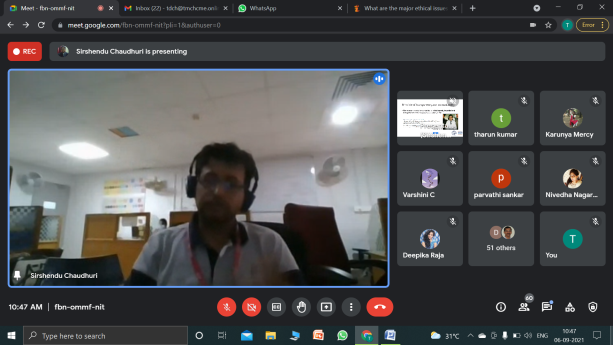 Meet - fbn-ommf-nit
Inbox (22) - tdch@tmchcme.onli
WhatsApp
What are the major ethical issue
meet.google.com/fbn-ommf-nit?pli=1&authuser=0
T
Error
REC
Sirshendu Chaudhuri is presenting
t
tharun kumar
Karunya Mercy
Varshini C
p
parvathi sankar
Nivedha Nagar...
Deepika Raja
D
51 others
T
You
Sirshendu Chaudhuri
10:47 AM | fbn-ommf-nit
60
Type here to search
31°C
ENG
10:47
06-09-2021